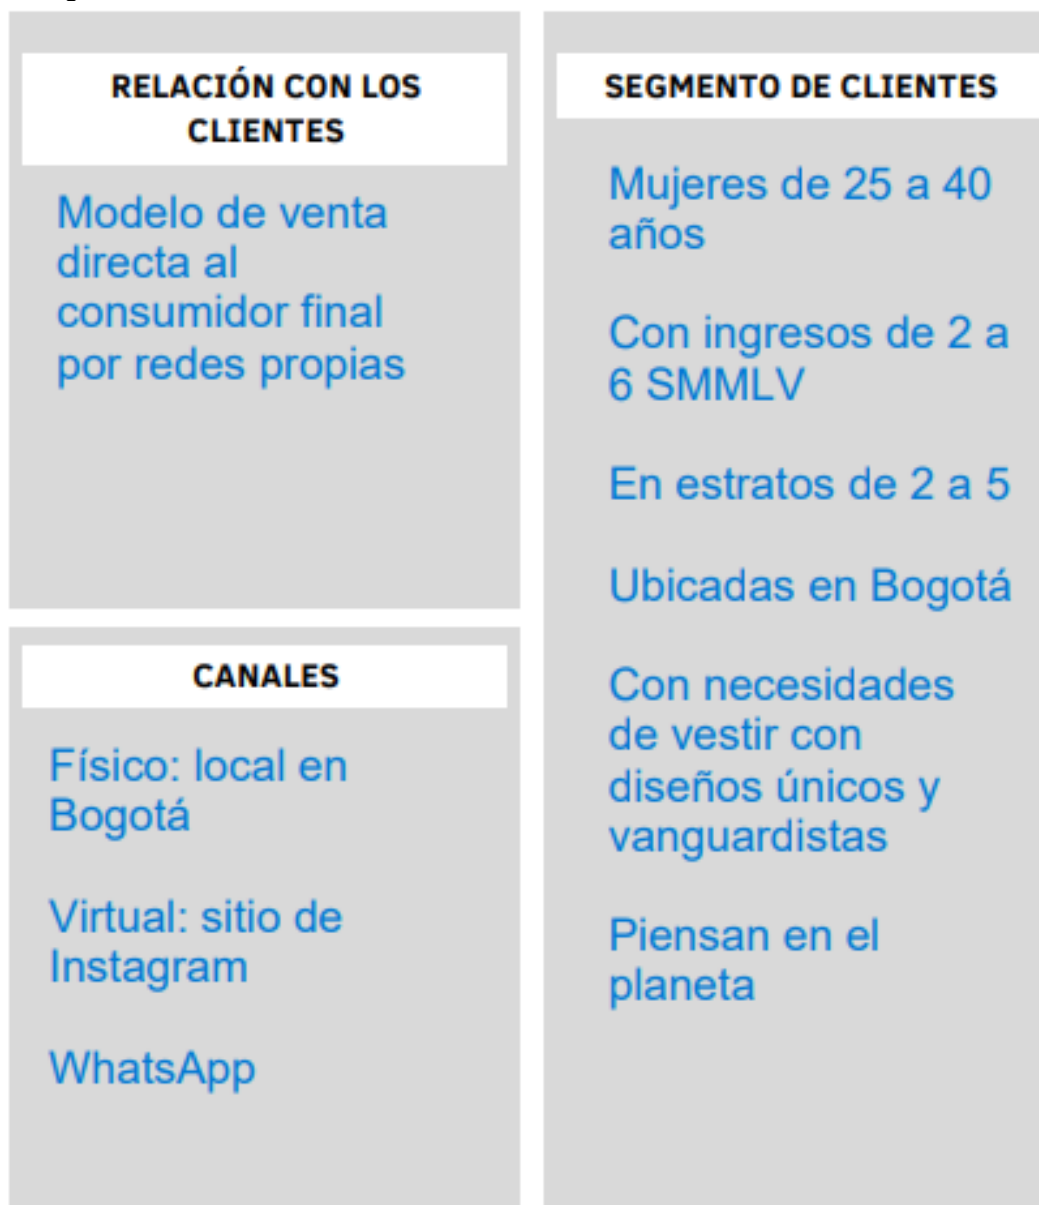 RELACIÓN CON LOS
CLIENTES
Modelo de venta
directa al
consumidor final
por redes propias
CANALES
Físico: local en
Bogotá
Virtual: sitio de
Instagram
WhatsApp
SEGMENTO DE CLIENTES
Mujeres de 25 a 40
años
Con ingresos de 2 a
6 SMMLV
En estratos de 2 a 5
Ubicadas en Bogotá
Con necesidades
de vestir con
diseños únicos y
vanguardistas
Piensan en el
planeta